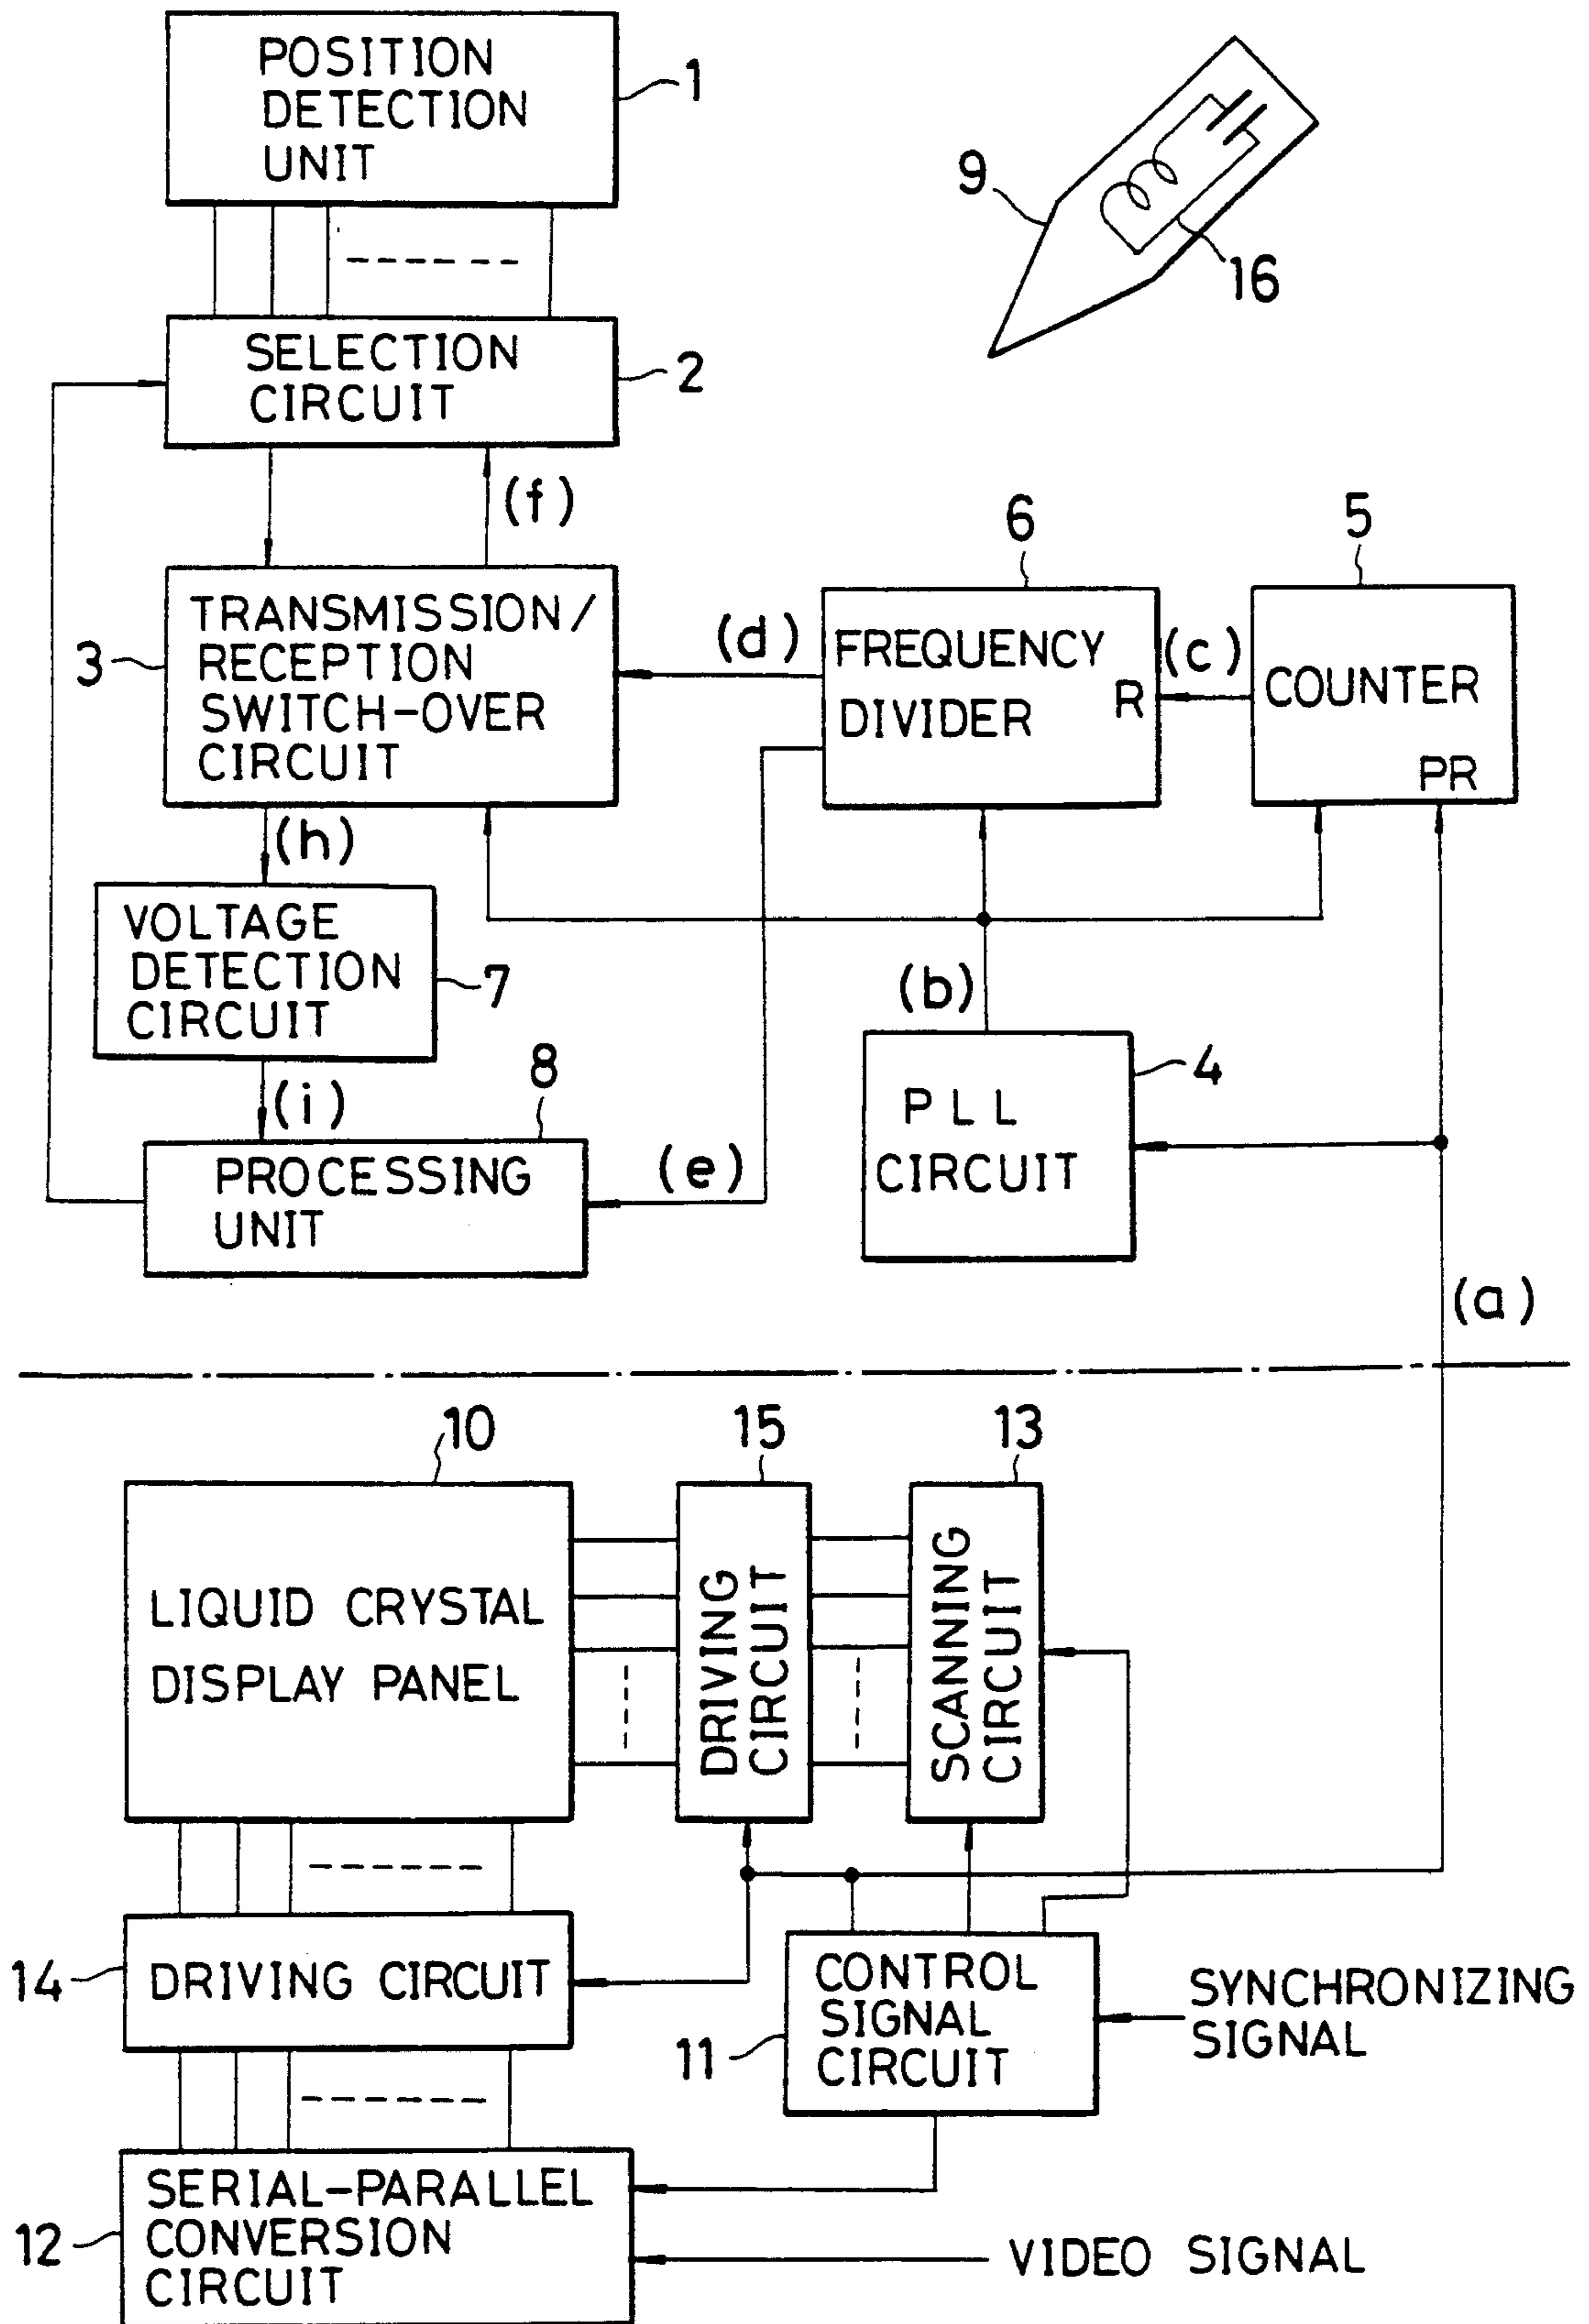 POSITION
DETECTION
UNIT
1
9
16
SELECTION
CIRCUIT
2
(f)
6
5
TRANSMISSION/
RECEPTION
SWITCH-OVER
CIRCUIT
3
(d)
FREQUENCY
DIVIDER
R
(c)
COUNTER
PR
(h)
VOLTAGE
DETECTION
CIRCUIT
7
(b)
PLL
CIRCUIT
4
(i)
8
PROCESSING
UNIT
(e)
(a)
10
15
13
LIQUID CRYSTAL
DISPLAY PANEL
DRIVING
CIRCUIT
SCANNING
CIRCUIT
14
DRIVING CIRCUIT
CONTROL
SIGNAL
CIRCUIT
11
SYNCHRONIZING
SIGNAL
12
SERIAL-PARALLEL
CONVERSION
CIRCUIT
VIDEO SIGNAL